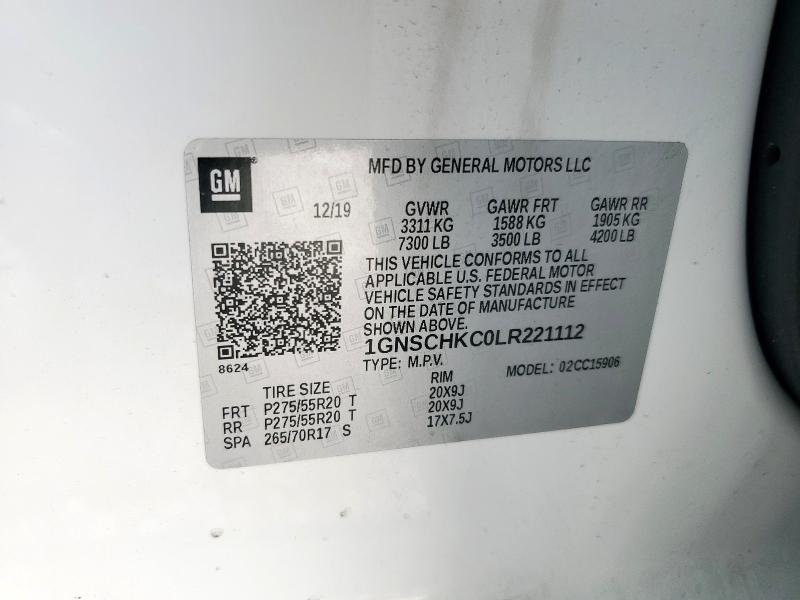 GM
MFD BY GENERAL MOTORS LLC
12/19
GVWR GAWR FRT GAWR RR
3311 KG 1588 KG 1905 KG
7300 LB 3500 LB 4200 LB
THIS VEHICLE CONFORMS TO ALL
APPLICABLE U.S. FEDERAL MOTOR
VEHICLE SAFETY STANDARDS IN EFFECT
ON THE DATE OF MANUFACTURE
SHOWN ABOVE.
1GNSCHKC0LR221112
8624
TYPE: M.P.V. MODEL: 02CC15906
TIRE SIZE RIM
FRT P275/55R20 T 20X9J
RR P275/55R20 T 20X9J
SPA 265/70R17 S 17X7.5J